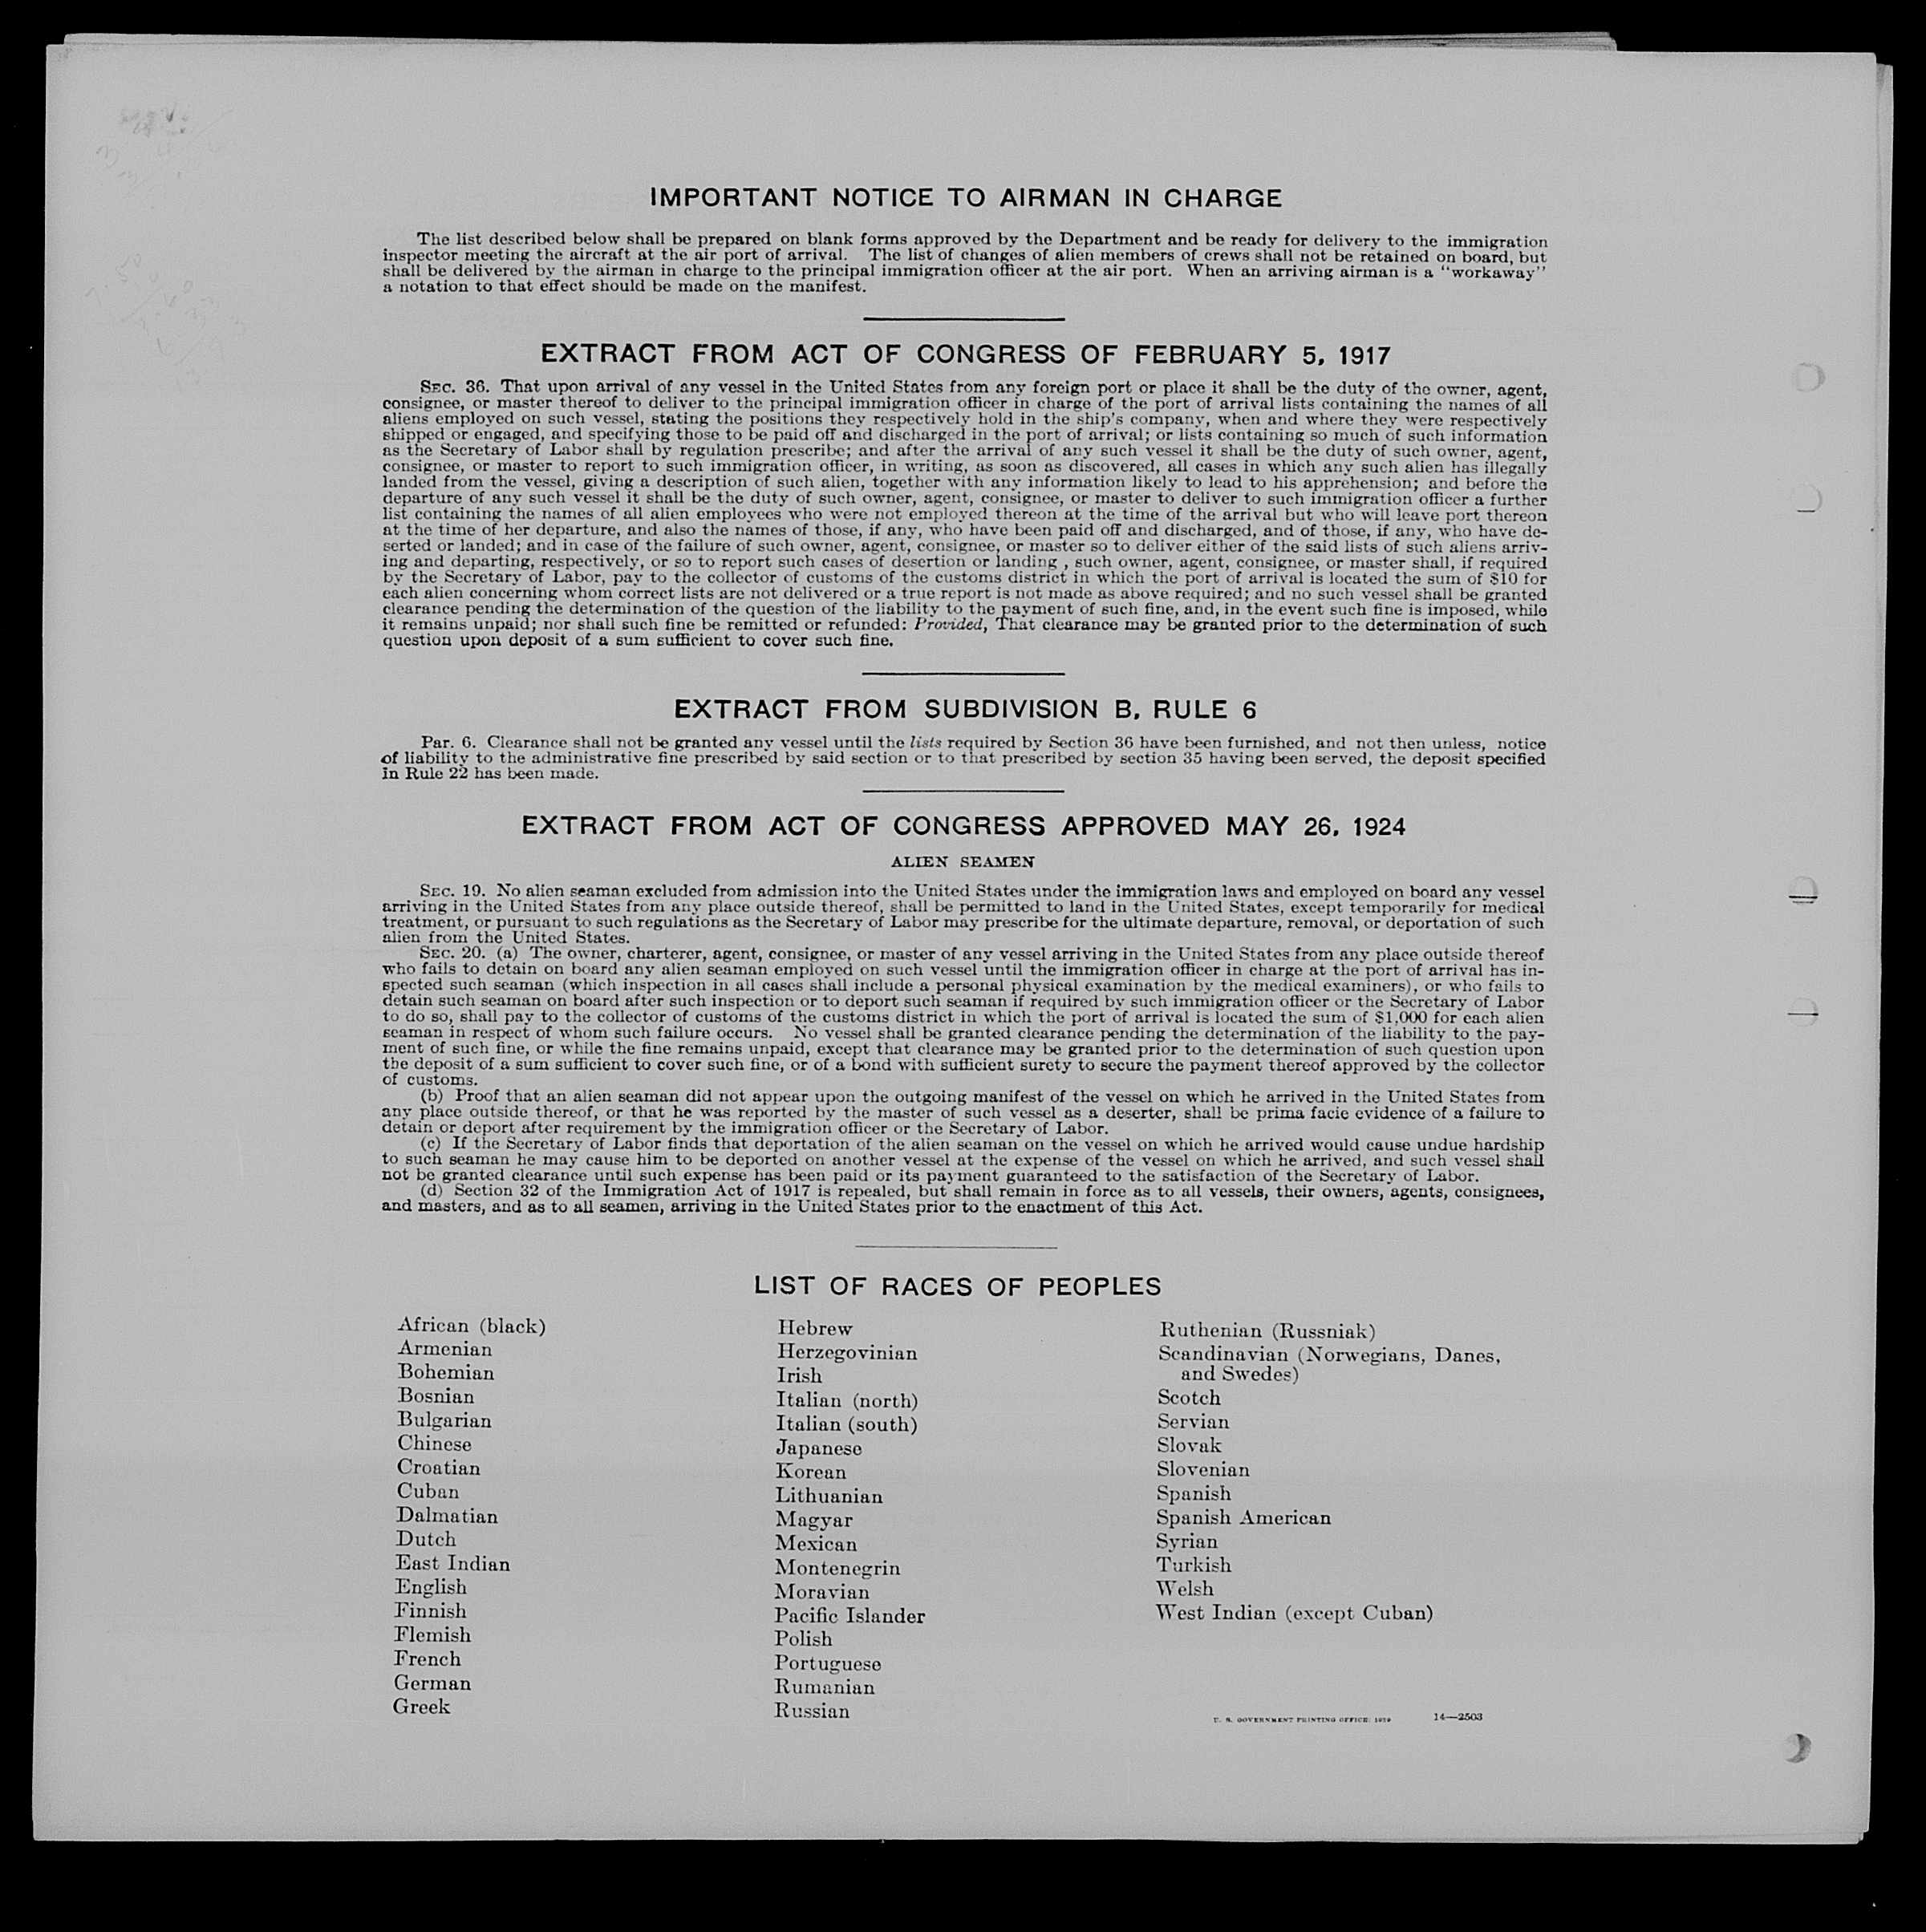 IMPORTANT NOTICE TO AIRMAN IN CHARGE
The list described below shall be prepared on blank forms approved by the Department and be ready for delivery to the immigration
inspector meeting the aircraft at the air port of arrival. The list of changes of alien members of crews shall not be retained on board, but
shall be delivered by the airman in charge to the principal immigration officer at the air port. When an arriving airman is a "workaway"
a notation to that effect should be made on the manifest.
EXTRACT FROM ACT OF CONGRESS OF FEBRUARY 5, 1917
SEC. 36. That upon arrival of any vessel in the United States from any foreign port or place it shall be the duty of the owner, agent,
consignee, or master thereof to deliver to the principal immigration officer in charge of the port of arrival lists containing the names of all
aliens employed on such vessel, stating the positions they respectively hold in the ship's company, when and where they were respectively
shipped or engaged, and specifying those to be paid off and discharged in the port of arrival; or lists containing so much of such information
as the Secretary of Labor shall by regulation prescribe; and after the arrival of any such vessel it shall be the duty of such owner, agent,
consignee, or master to report to such immigration officer, in writing, as soon as discovered, all cases in which any such alien has illegally
landed from the vessel, giving a description of such alien, together with any information likely to lead to his apprehension; and before the
departure of any such vessel it shall be the duty of such owner, agent, consignee, or master to deliver to such immigration officer a further
list containing the names of all alien employees who were not employed thereon at the time of the arrival but who will leave port thereon
at the time of her departure, and also the names of those, if any, who have been paid off and discharged, and of those, if any, who have de-
serted or landed; and in case of the failure of such owner, agent, consignee, or master so to deliver either of the said lists of such aliens arriv-
ing and departing, respectively, or so to report such cases of desertion or landing , such owner, agent, consignee, or master shall, if required
by the Secretary of Labor, pay to the collector of customs of the customs district in which the port of arrival is located the sum of $10 for
each alien concerning whom correct lists are not delivered or a true report is not made as above required; and no such vessel shall be granted
clearance pending the determination of the question of the liability to the payment of such fine, and, in the event such fine is imposed, while
it remains unpaid; nor shall such fine be remitted or refunded: Provided, That clearance may be granted prior to the determination of such
question upon deposit of a sum sufficient to cover such fine.
EXTRACT FROM SUBDIVISION B, RULE 6
Par. 6. Clearance shall not be granted any vessel until the lists required by Section 36 have been furnished, and not then unless, notice
of liability to the administrative fine prescribed by said section or to that prescribed by section 35 having been served, the deposit specified
in Rule 22 has been made.
EXTRACT FROM ACT OF CONGRESS APPROVED MAY 26, 1924
ALIEN SEAMEN
SEC. 19. No alien seaman excluded from admission into the United States under the immigration laws and employed on board any vessel
arriving in the United States from any place outside thereof, shall be permitted to land in the United States, except temporarily for medical
treatment, or pursuant to such regulations as the Secretary of Labor may prescribe for the ultimate departure, removal, or deportation of such
alien from the United States.
SEC. 20. (a) The owner, charterer, agent, consignee, or master of any vessel arriving in the United States from any place outside thereof
who fails to detain on board any alien seaman employed on such vessel until the immigration officer in charge at the port of arrival has in-
spected such seaman (which inspection in all cases shall include a personal physical examination by the medical examiners), or who fails to
detain such seaman on board after such inspection or to deport such seaman if required by such immigration officer or the Secretary of Labor
to do so, shall pay to the collector of customs of the customs district in which the port of arrival is located the sum of $1,000 for each alien
seaman in respect of whom such failure occurs. No vessel shall be granted clearance pending the determination of the liability to the pay-
ment of such fine, or while the fine remains unpaid, except that clearance may be granted prior to the determination of such question upon
the deposit of a sum sufficient to cover such fine, or of a bond with sufficient surety to secure the payment thereof approved by the collector
of customs.
(b) Proof that an alien seaman did not appear upon the outgoing manifest of the vessel on which he arrived in the United States from
any place outside thereof, or that he was reported by the master of such vessel as a deserter, shall be prima facie evidence of a failure to
detain or deport after requirement by the immigration officer or the Secretary of Labor.
(c) If the Secretary of Labor finds that deportation of the alien seaman on the vessel on which he arrived would cause undue hardship
to such seaman he may cause him to be deported on another vessel at the expense of the vessel on which he arrived, and such vessel shall
not be granted clearance until such expense has been paid or its payment guaranteed to the satisfaction of the Secretary of Labor.
(d) Section 32 of the Immigration Act of 1917 is repealed, but shall remain in force as to all vessels, their owners, agents, consignees,
and masters, and as to all seamen, arriving in the United States prior to the enactment of this Act.
LIST OF RACES OF PEOPLES
African (black)
Armenian
Bohemian
Bosnian
Bulgarian
Chinese
Croatian
Cuban
Dalmatian
Dutch
East Indian
English
Finnish
Flemish
French
German
Greek
Hebrew
Herzegovinian
Irish
Italian (north)
Italian (south)
Japanese
Korean
Lithuanian
Magyar
Mexican
Montenegrin
Moravian
Pacific Islander
Polish
Portuguese
Rumanian
Russian
Ruthenian (Russniak)
Scandinavian (Norwegians, Danes,
and Swedes)
Scotch
Servian
Slovak
Slovenian
Spanish
Spanish American
Syrian
Turkish
Welsh
West Indian (except Cuban)
U. S. GOVERNMENT PRINTING OFFICE: 1929 14—2503